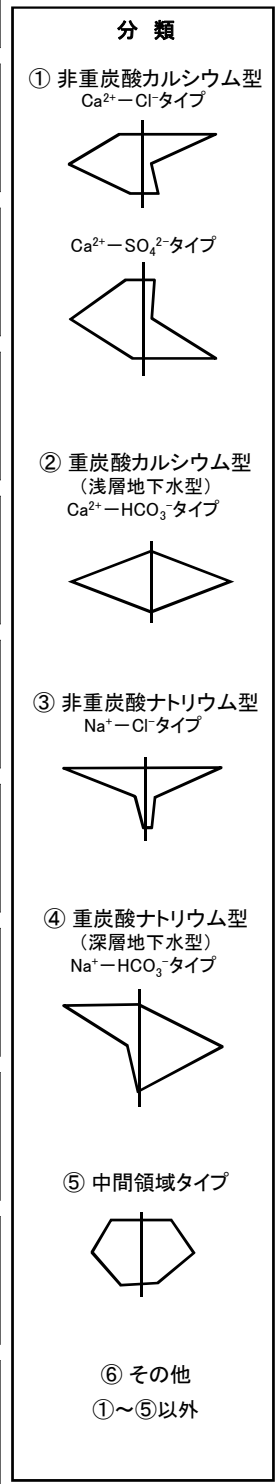 分 類
① 非重炭酸カルシウム型
Ca²⁺－Cl⁻タイプ
Ca²⁺－SO₄²⁻タイプ
② 重炭酸カルシウム型
（浅層地下水型）
Ca²⁺－HCO₃⁻タイプ
③ 非重炭酸ナトリウム型
Na⁺－Cl⁻タイプ
④ 重炭酸ナトリウム型
（深層地下水型）
Na⁺－HCO₃⁻タイプ
⑤ 中間領域タイプ
⑥ その他
①～⑤以外